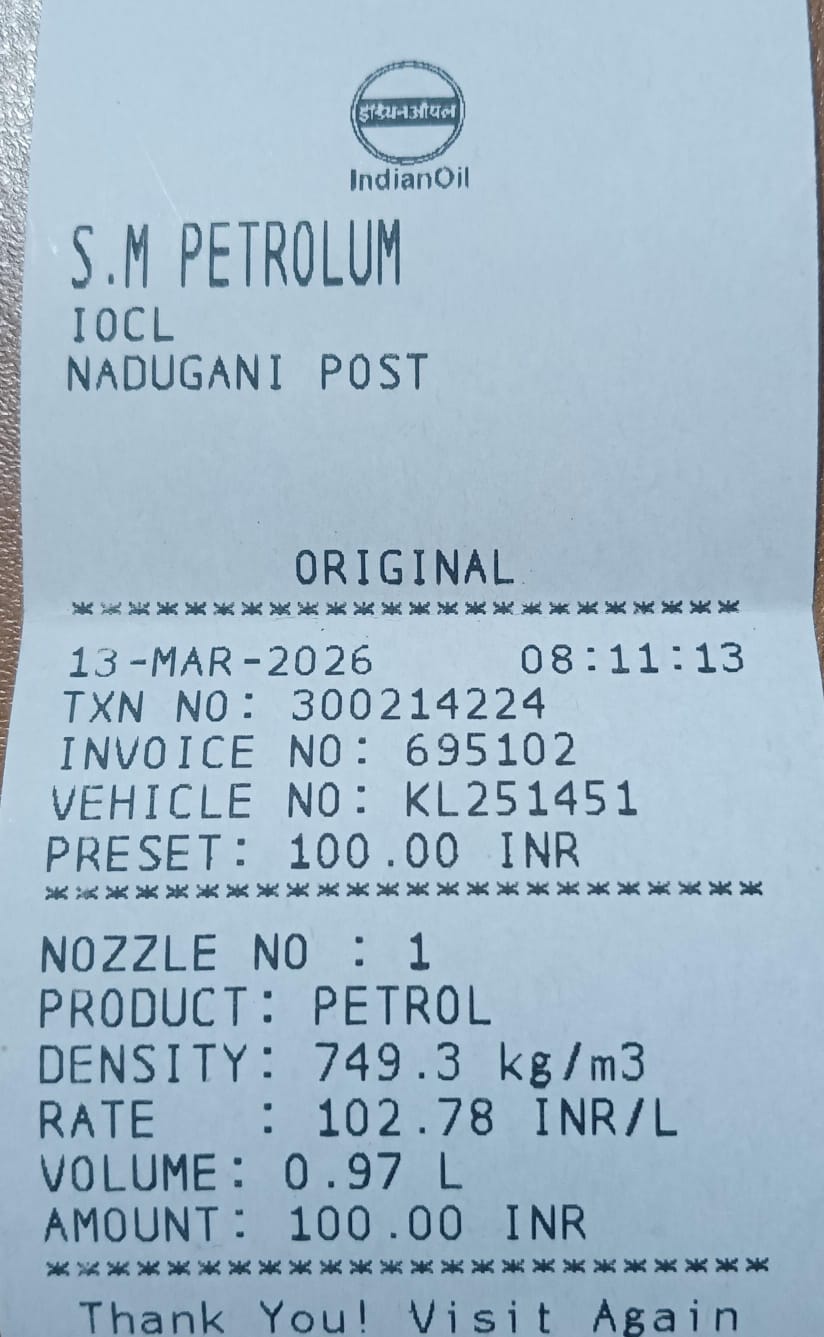 इंडियनऑयल
IndianOil
S.M PETROLUM
IOCL
NADUGANI POST
ORIGINAL
************************
13-MAR-2026 08:11:13
TXN NO: 300214224
INVOICE NO: 695102
VEHICLE NO: KL251451
PRESET: 100.00 INR
************************
NOZZLE NO : 1
PRODUCT: PETROL
DENSITY: 749.3 kg/m3
RATE : 102.78 INR/L
VOLUME: 0.97 L
AMOUNT: 100.00 INR
************************
Thank You! Visit Again